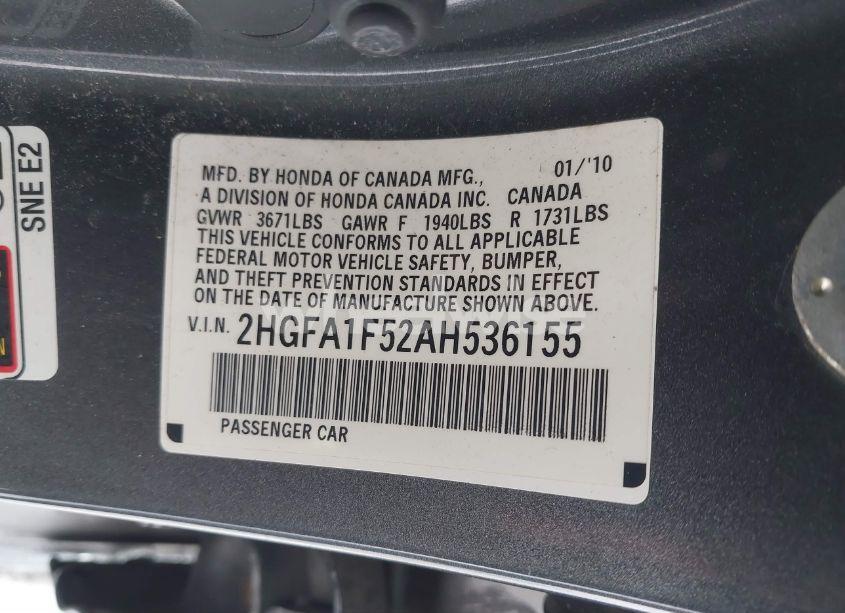 SNE E2
MFD. BY HONDA OF CANADA MFG., 01/'10
A DIVISION OF HONDA CANADA INC. CANADA
GVWR 3671LBS GAWR F 1940LBS R 1731LBS
THIS VEHICLE CONFORMS TO ALL APPLICABLE
FEDERAL MOTOR VEHICLE SAFETY, BUMPER,
AND THEFT PREVENTION STANDARDS IN EFFECT
ON THE DATE OF MANUFACTURE SHOWN ABOVE.
V.I.N. 2HGFA1F52AH536155
PASSENGER CAR